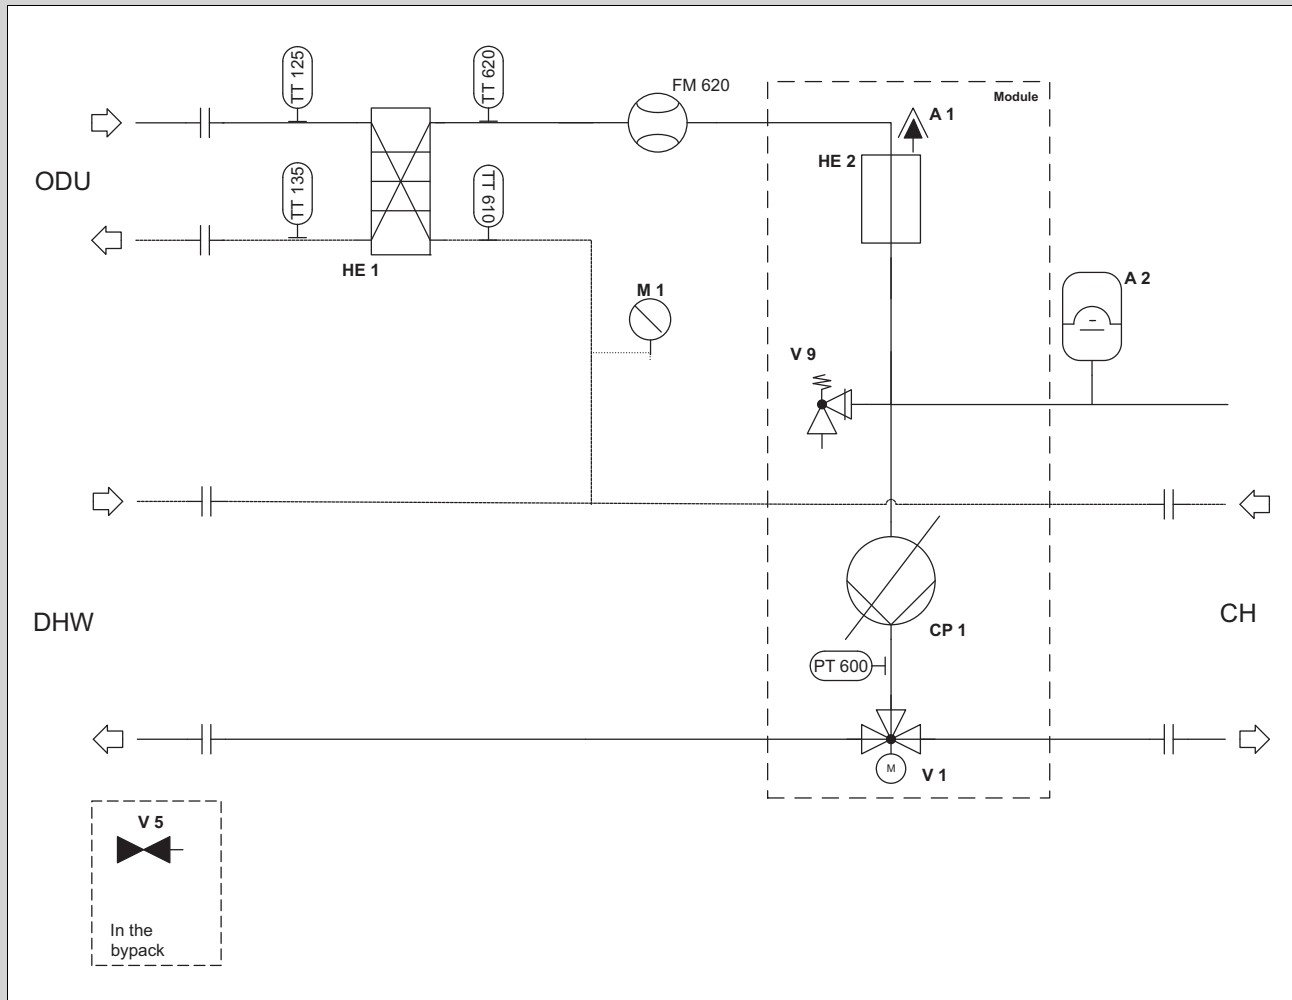 TT 125
TT 620
FM 620
Module
A 1
HE 2
ODU
TT 135
TT 610
HE 1
M 1
A 2
V 9
DHW
CP 1
CH
PT 600
M
V 1
V 5
In the
bypack